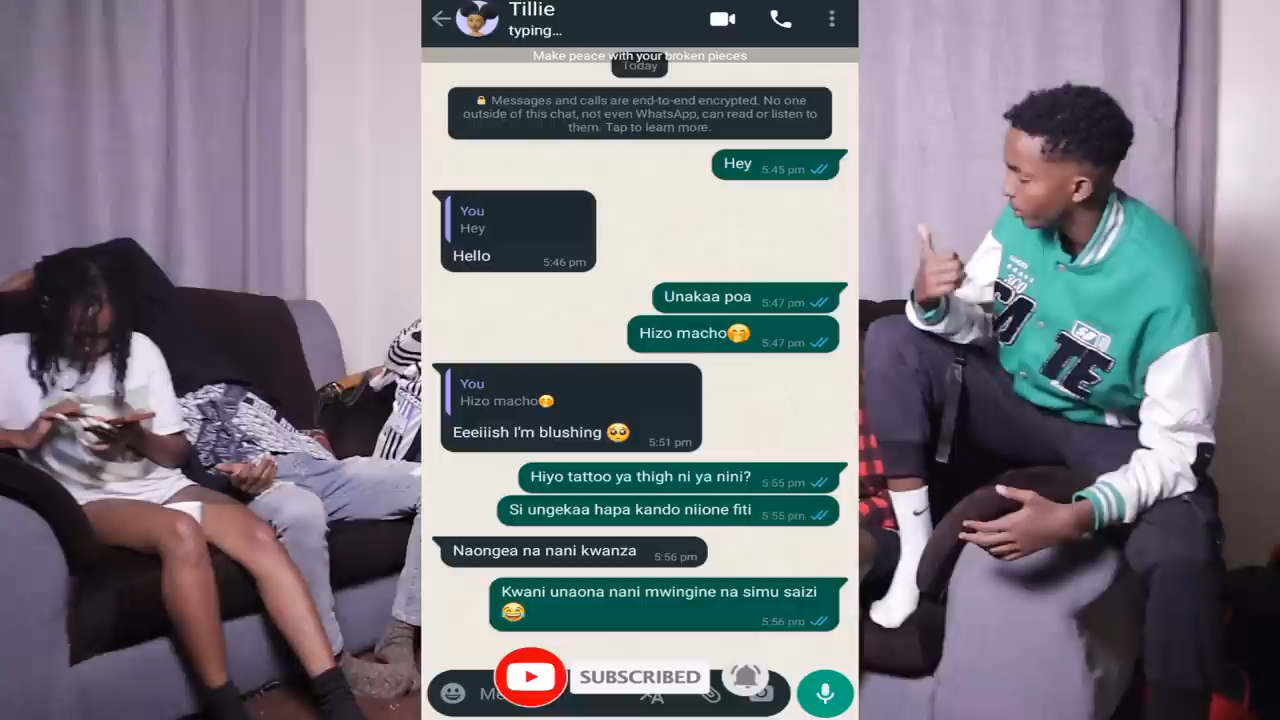 Tillie
typing...
Make peace with your broken pieces
Today
Messages and calls are end-to-end encrypted. No one
outside of this chat, not even WhatsApp, can read or listen to
them. Tap to learn more.
Hey 5:45 pm
You
Hey
Hello 5:46 pm
Unakaa poa 5:47 pm
Hizo macho🤭 5:47 pm
You
Hizo macho🤭
Eeeiiish I'm blushing 🥺 5:51 pm
Hiyo tattoo ya thigh ni ya nini? 5:55 pm
Si ungekaa hapa kando niione fiti 5:55 pm
Naongea na nani kwanza 5:56 pm
Kwani unaona nani mwingine na simu saizi
😂 5:56 pm
SUBSCRIBED